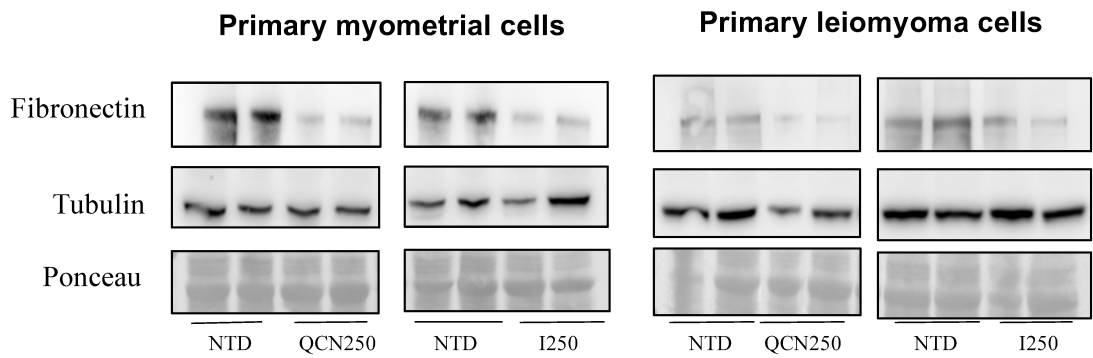 Primary myometrial cells
Primary leiomyoma cells
Fibronectin
Tubulin
Ponceau
NTD QCN250 NTD I250 NTD QCN250 NTD I250